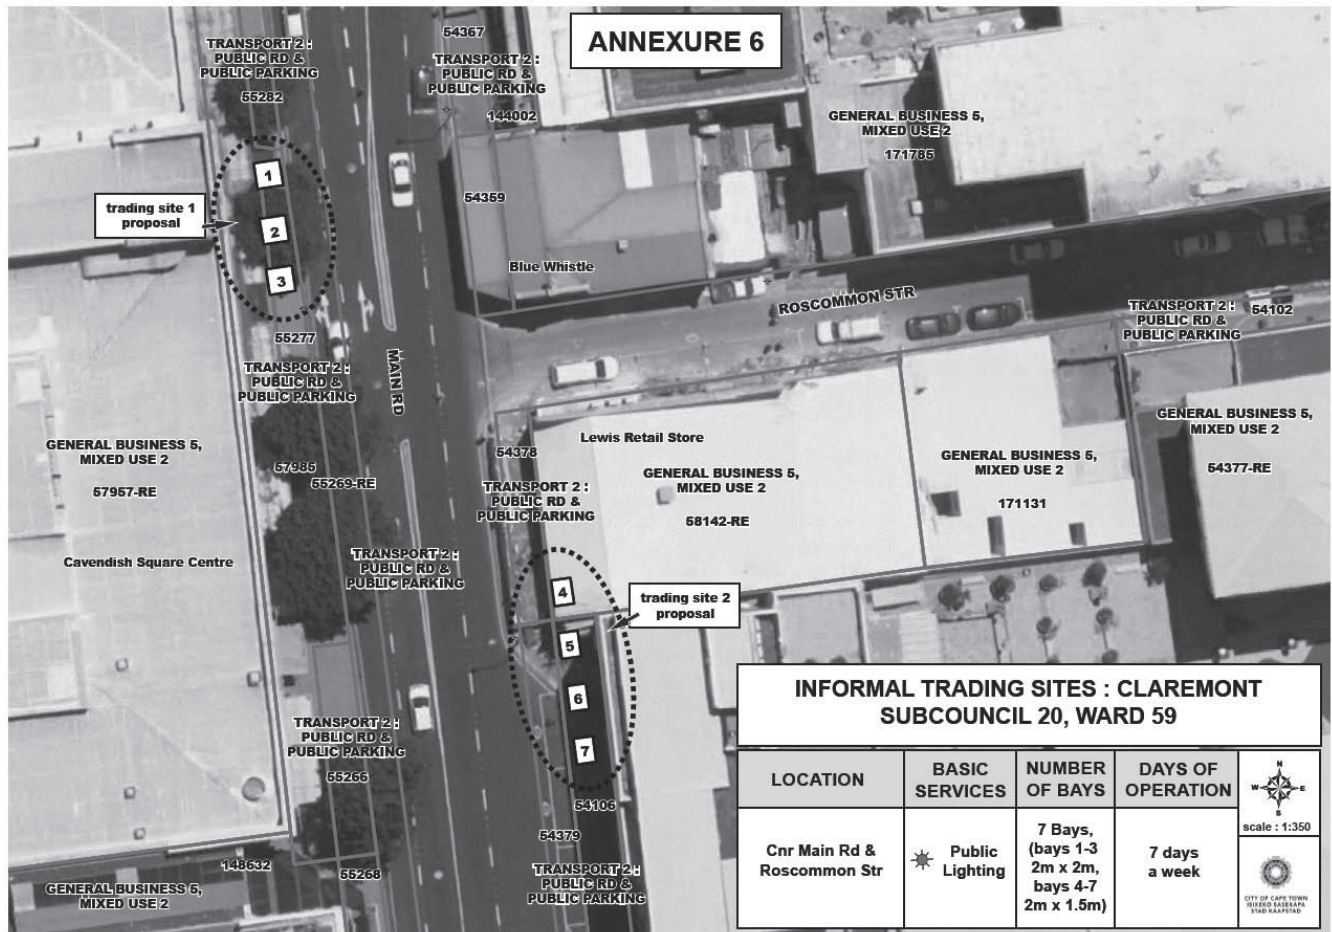 ANNEXURE 6
TRANSPORT 2 :
PUBLIC RD &
PUBLIC PARKING
55282
54367
TRANSPORT 2 :
PUBLIC RD &
PUBLIC PARKING
144002
GENERAL BUSINESS 5,
MIXED USE 2
171785
1
2
3
trading site 1
proposal
54359
Blue Whistle
ROSCOMMON STR
TRANSPORT 2 :
PUBLIC RD &
PUBLIC PARKING
54102
55277
TRANSPORT 2 :
PUBLIC RD &
PUBLIC PARKING
MAIN RD
GENERAL BUSINESS 5,
MIXED USE 2
57957-RE
Cavendish Square Centre
57985
55269-RE
54378
TRANSPORT 2 :
PUBLIC RD &
PUBLIC PARKING
Lewis Retail Store
GENERAL BUSINESS 5,
MIXED USE 2
58142-RE
GENERAL BUSINESS 5,
MIXED USE 2
171131
GENERAL BUSINESS 5,
MIXED USE 2
54377-RE
TRANSPORT 2 :
PUBLIC RD &
PUBLIC PARKING
4
5
6
7
trading site 2
proposal
TRANSPORT 2 :
PUBLIC RD &
PUBLIC PARKING
55266
54106
54379
TRANSPORT 2 :
PUBLIC RD &
PUBLIC PARKING
148632
55268
GENERAL BUSINESS 5,
MIXED USE 2
INFORMAL TRADING SITES : CLAREMONT
SUBCOUNCIL 20, WARD 59
LOCATION
BASIC
SERVICES
NUMBER
OF BAYS
DAYS OF
OPERATION
Cnr Main Rd &
Roscommon Str
Public
Lighting
7 Bays,
(bays 1-3
2m x 2m,
bays 4-7
2m x 1.5m)
7 days
a week
N
W E
S
scale : 1:350
CITY OF CAPE TOWN
ISIXEKO SASEKAPA
STAD KAAPSTAD